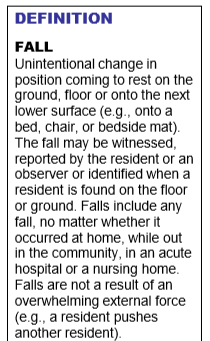 DEFINITION
FALL
Unintentional change in
position coming to rest on the
ground, floor or onto the next
lower surface (e.g., onto a
bed, chair, or bedside mat).
The fall may be witnessed,
reported by the resident or an
observer or identified when a
resident is found on the floor
or ground. Falls include any
fall, no matter whether it
occurred at home, while out
in the community, in an acute
hospital or a nursing home.
Falls are not a result of an
overwhelming external force
(e.g., a resident pushes
another resident).